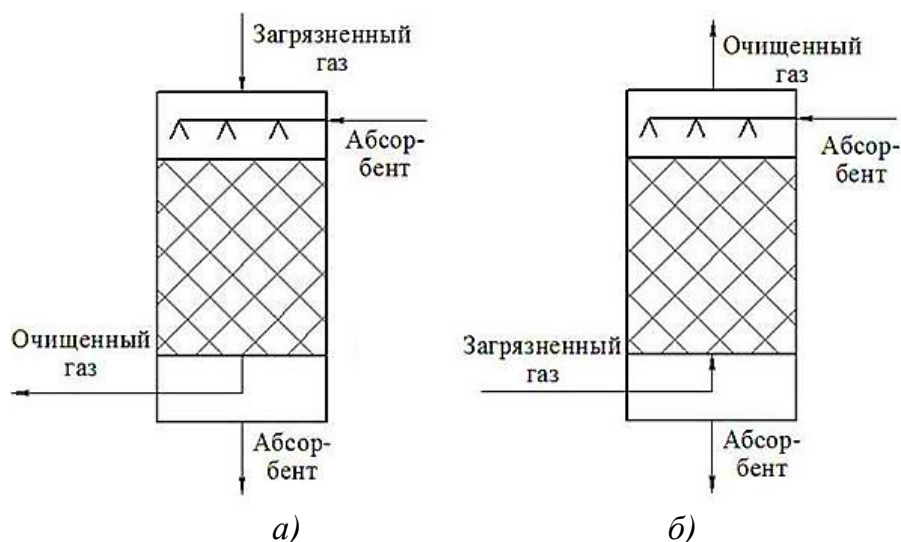 Загрязненный
газ
Абсор-
бент
Очищенный
газ
Абсор-
бент
а)
Очищенный
газ
Абсор-
бент
Загрязненный
газ
Абсор-
бент
б)